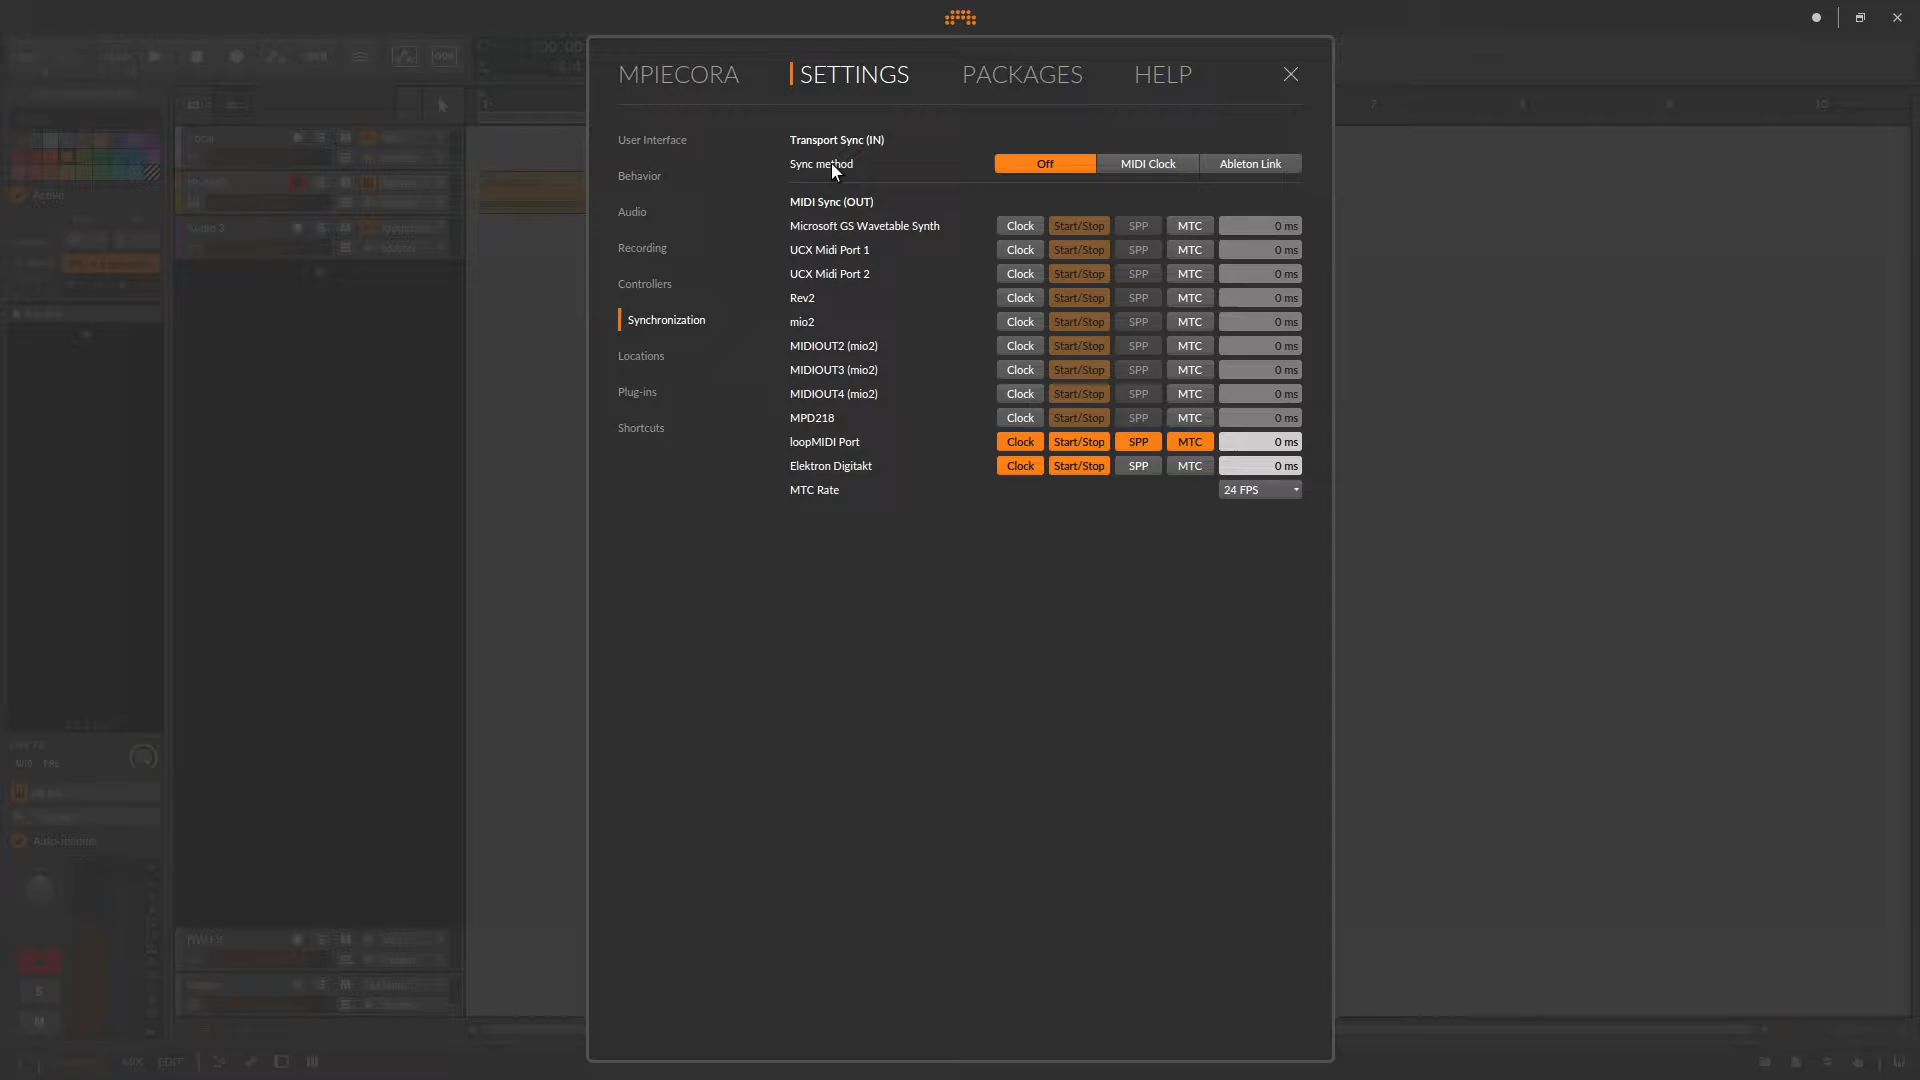 MPIECORA SETTINGS PACKAGES HELP
User Interface
Behavior
Audio
Recording
Controllers
Synchronization
Locations
Plug-ins
Shortcuts
Transport Sync (IN)
Sync method Off MIDI Clock Ableton Link
MIDI Sync (OUT)
Microsoft GS Wavetable Synth Clock Start/Stop SPP MTC 0 ms
UCX Midi Port 1 Clock Start/Stop SPP MTC 0 ms
UCX Midi Port 2 Clock Start/Stop SPP MTC 0 ms
Rev2 Clock Start/Stop SPP MTC 0 ms
mio2 Clock Start/Stop SPP MTC 0 ms
MIDIOUT2 (mio2) Clock Start/Stop SPP MTC 0 ms
MIDIOUT3 (mio2) Clock Start/Stop SPP MTC 0 ms
MIDIOUT4 (mio2) Clock Start/Stop SPP MTC 0 ms
MPD218 Clock Start/Stop SPP MTC 0 ms
loopMIDI Port Clock Start/Stop SPP MTC 0 ms
Elektron Digitakt Clock Start/Stop SPP MTC 0 ms
MTC Rate 24 FPS
Active
S
M
MIX EDIT
7
10